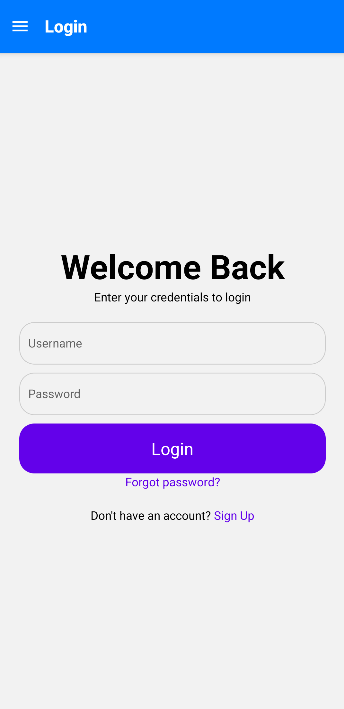 Login
Welcome Back
Enter your credentials to login
Username
Password
Login
Forgot password?
Don't have an account? Sign Up